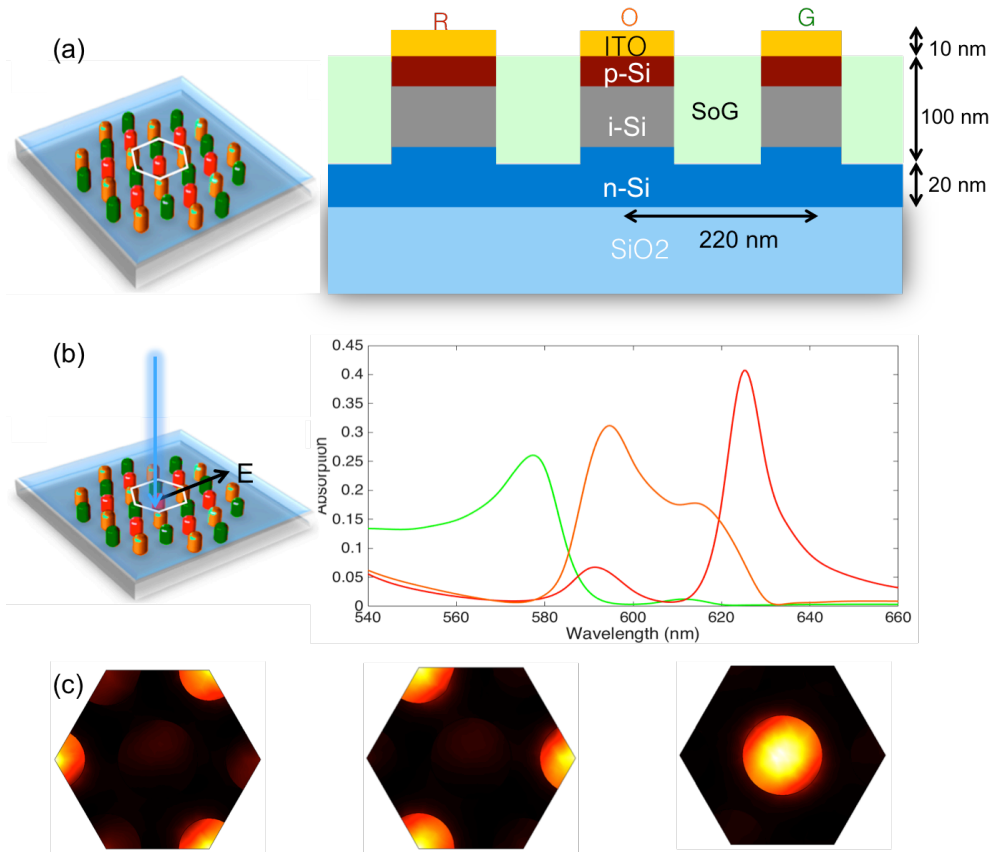 (a)
R
O
G
ITO
10 nm
p-Si
i-Si
SoG
100 nm
n-Si
20 nm
220 nm
SiO2
(b)
E
Absorption
0.45
0.4
0.35
0.3
0.25
0.2
0.15
0.1
0.05
0
540
560
580
600
620
640
660
Wavelength (nm)
(c)